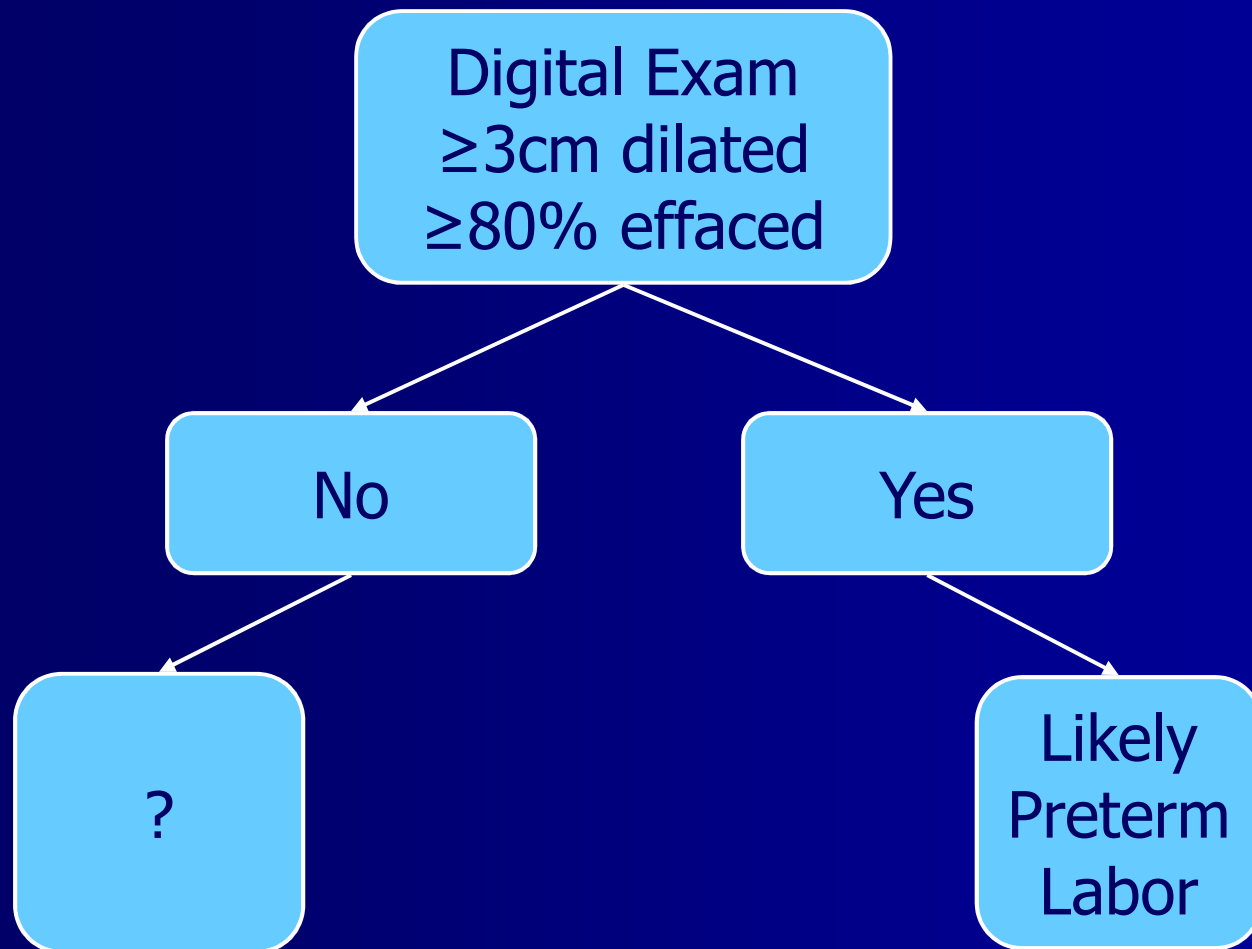 Digital Exam
≥3cm dilated
≥80% effaced
No
Yes
?
Likely
Preterm
Labor